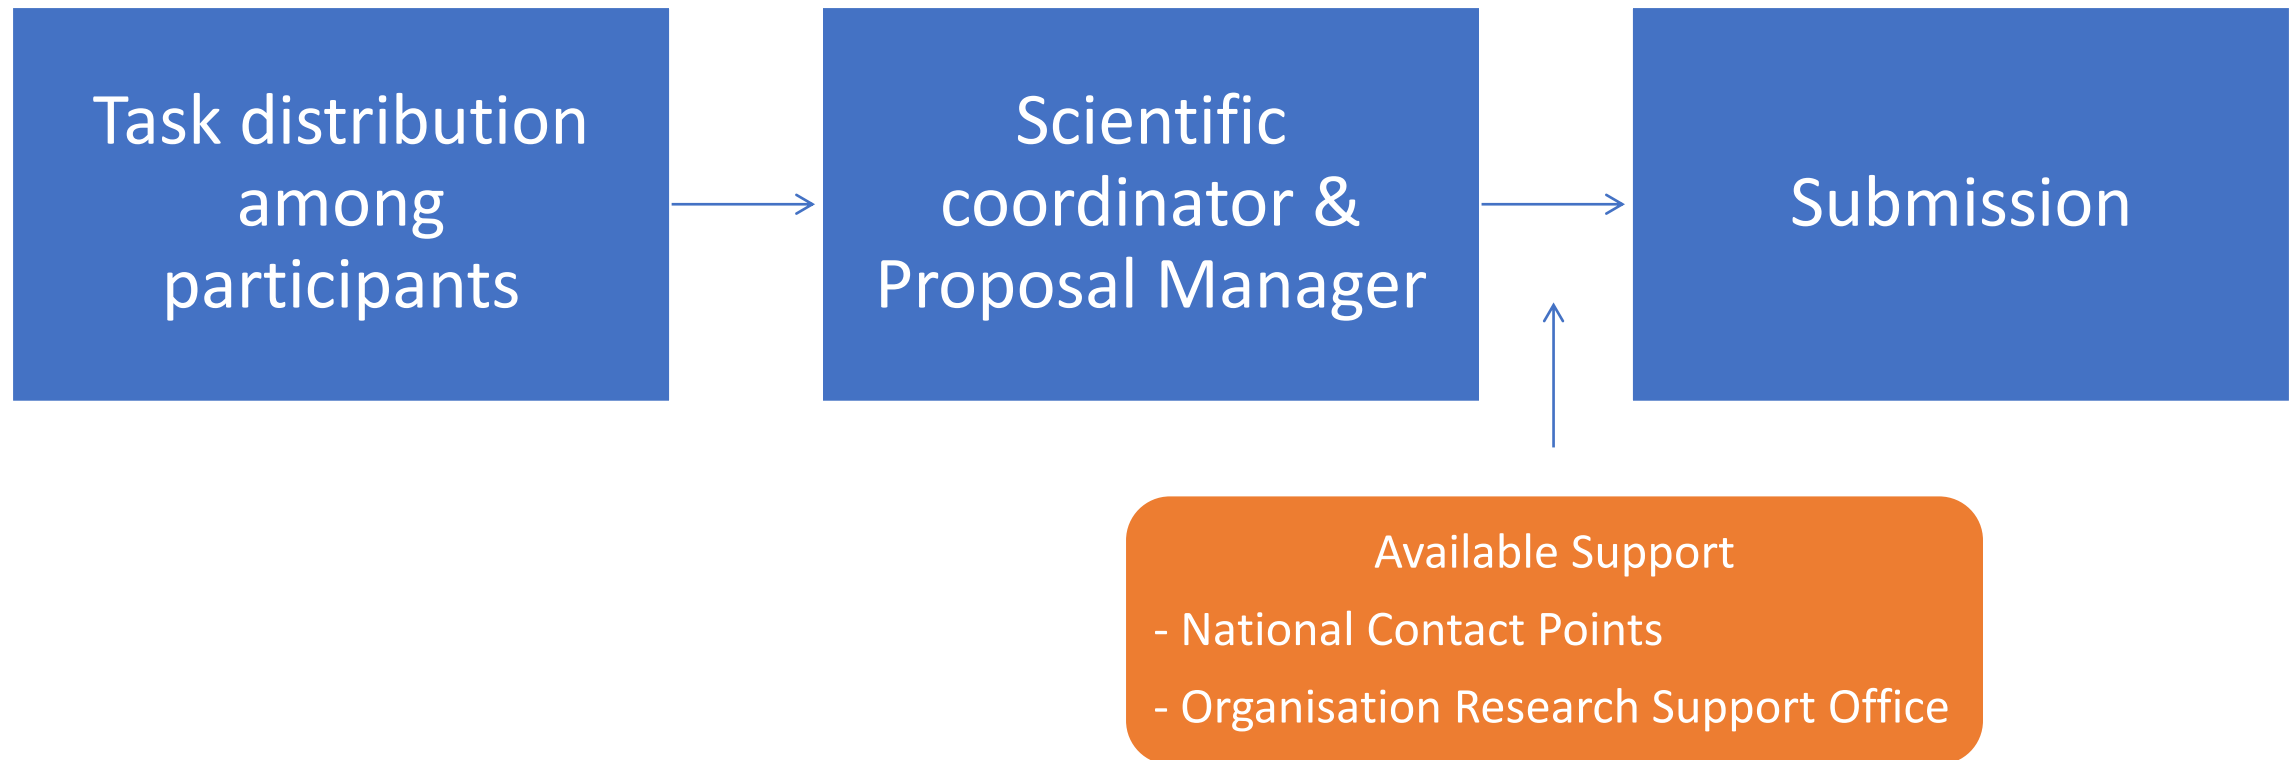 Task distribution
among
participants
Scientific
coordinator &
Proposal Manager
Submission
Available Support
- National Contact Points
- Organisation Research Support Office